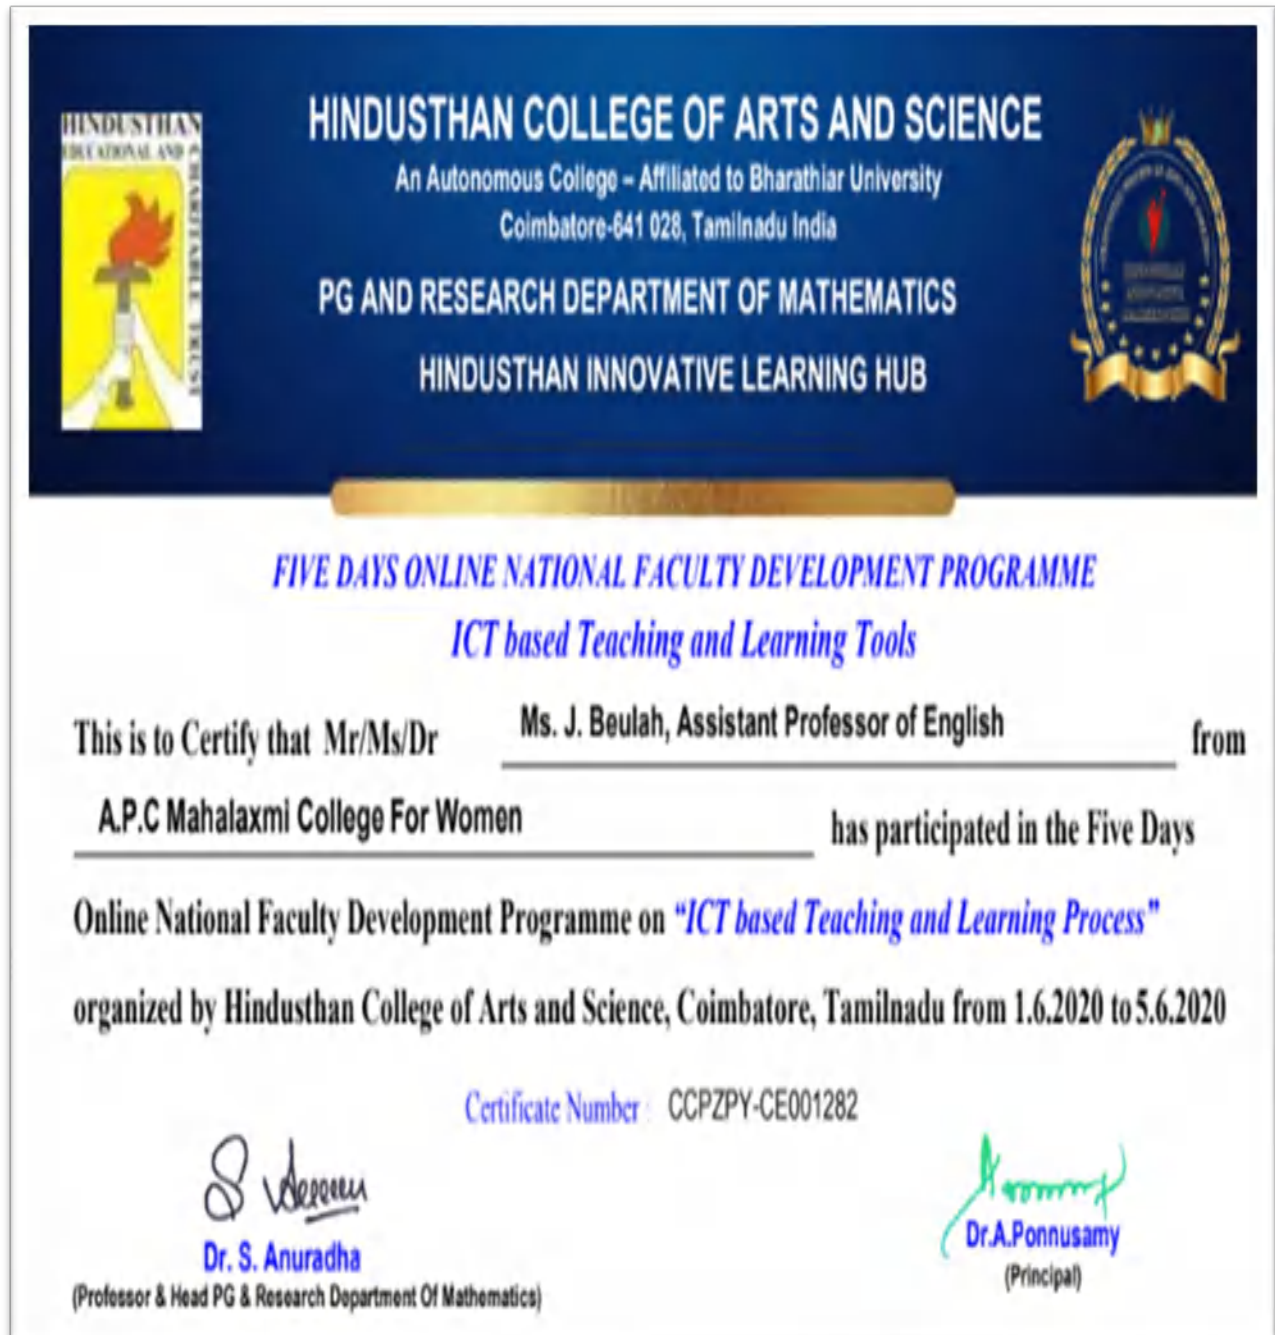 HINDUSTHAN
EDUCATIONAL AND
CHARITABLE TRUST
HINDUSTHAN COLLEGE OF ARTS AND SCIENCE
An Autonomous College – Affiliated to Bharathiar University
Coimbatore-641 028, Tamilnadu India
PG AND RESEARCH DEPARTMENT OF MATHEMATICS
HINDUSTHAN INNOVATIVE LEARNING HUB
FIVE DAYS ONLINE NATIONAL FACULTY DEVELOPMENT PROGRAMME
ICT based Teaching and Learning Tools
This is to Certify that Mr/Ms/Dr Ms. J. Beulah, Assistant Professor of English from
A.P.C Mahalaxmi College For Women has participated in the Five Days
Online National Faculty Development Programme on “ICT based Teaching and Learning Process”
organized by Hindusthan College of Arts and Science, Coimbatore, Tamilnadu from 1.6.2020 to 5.6.2020
Certificate Number : CCPZPY-CE001282
Dr. S. Anuradha
(Professor & Head PG & Research Department Of Mathematics)
Dr.A.Ponnusamy
(Principal)